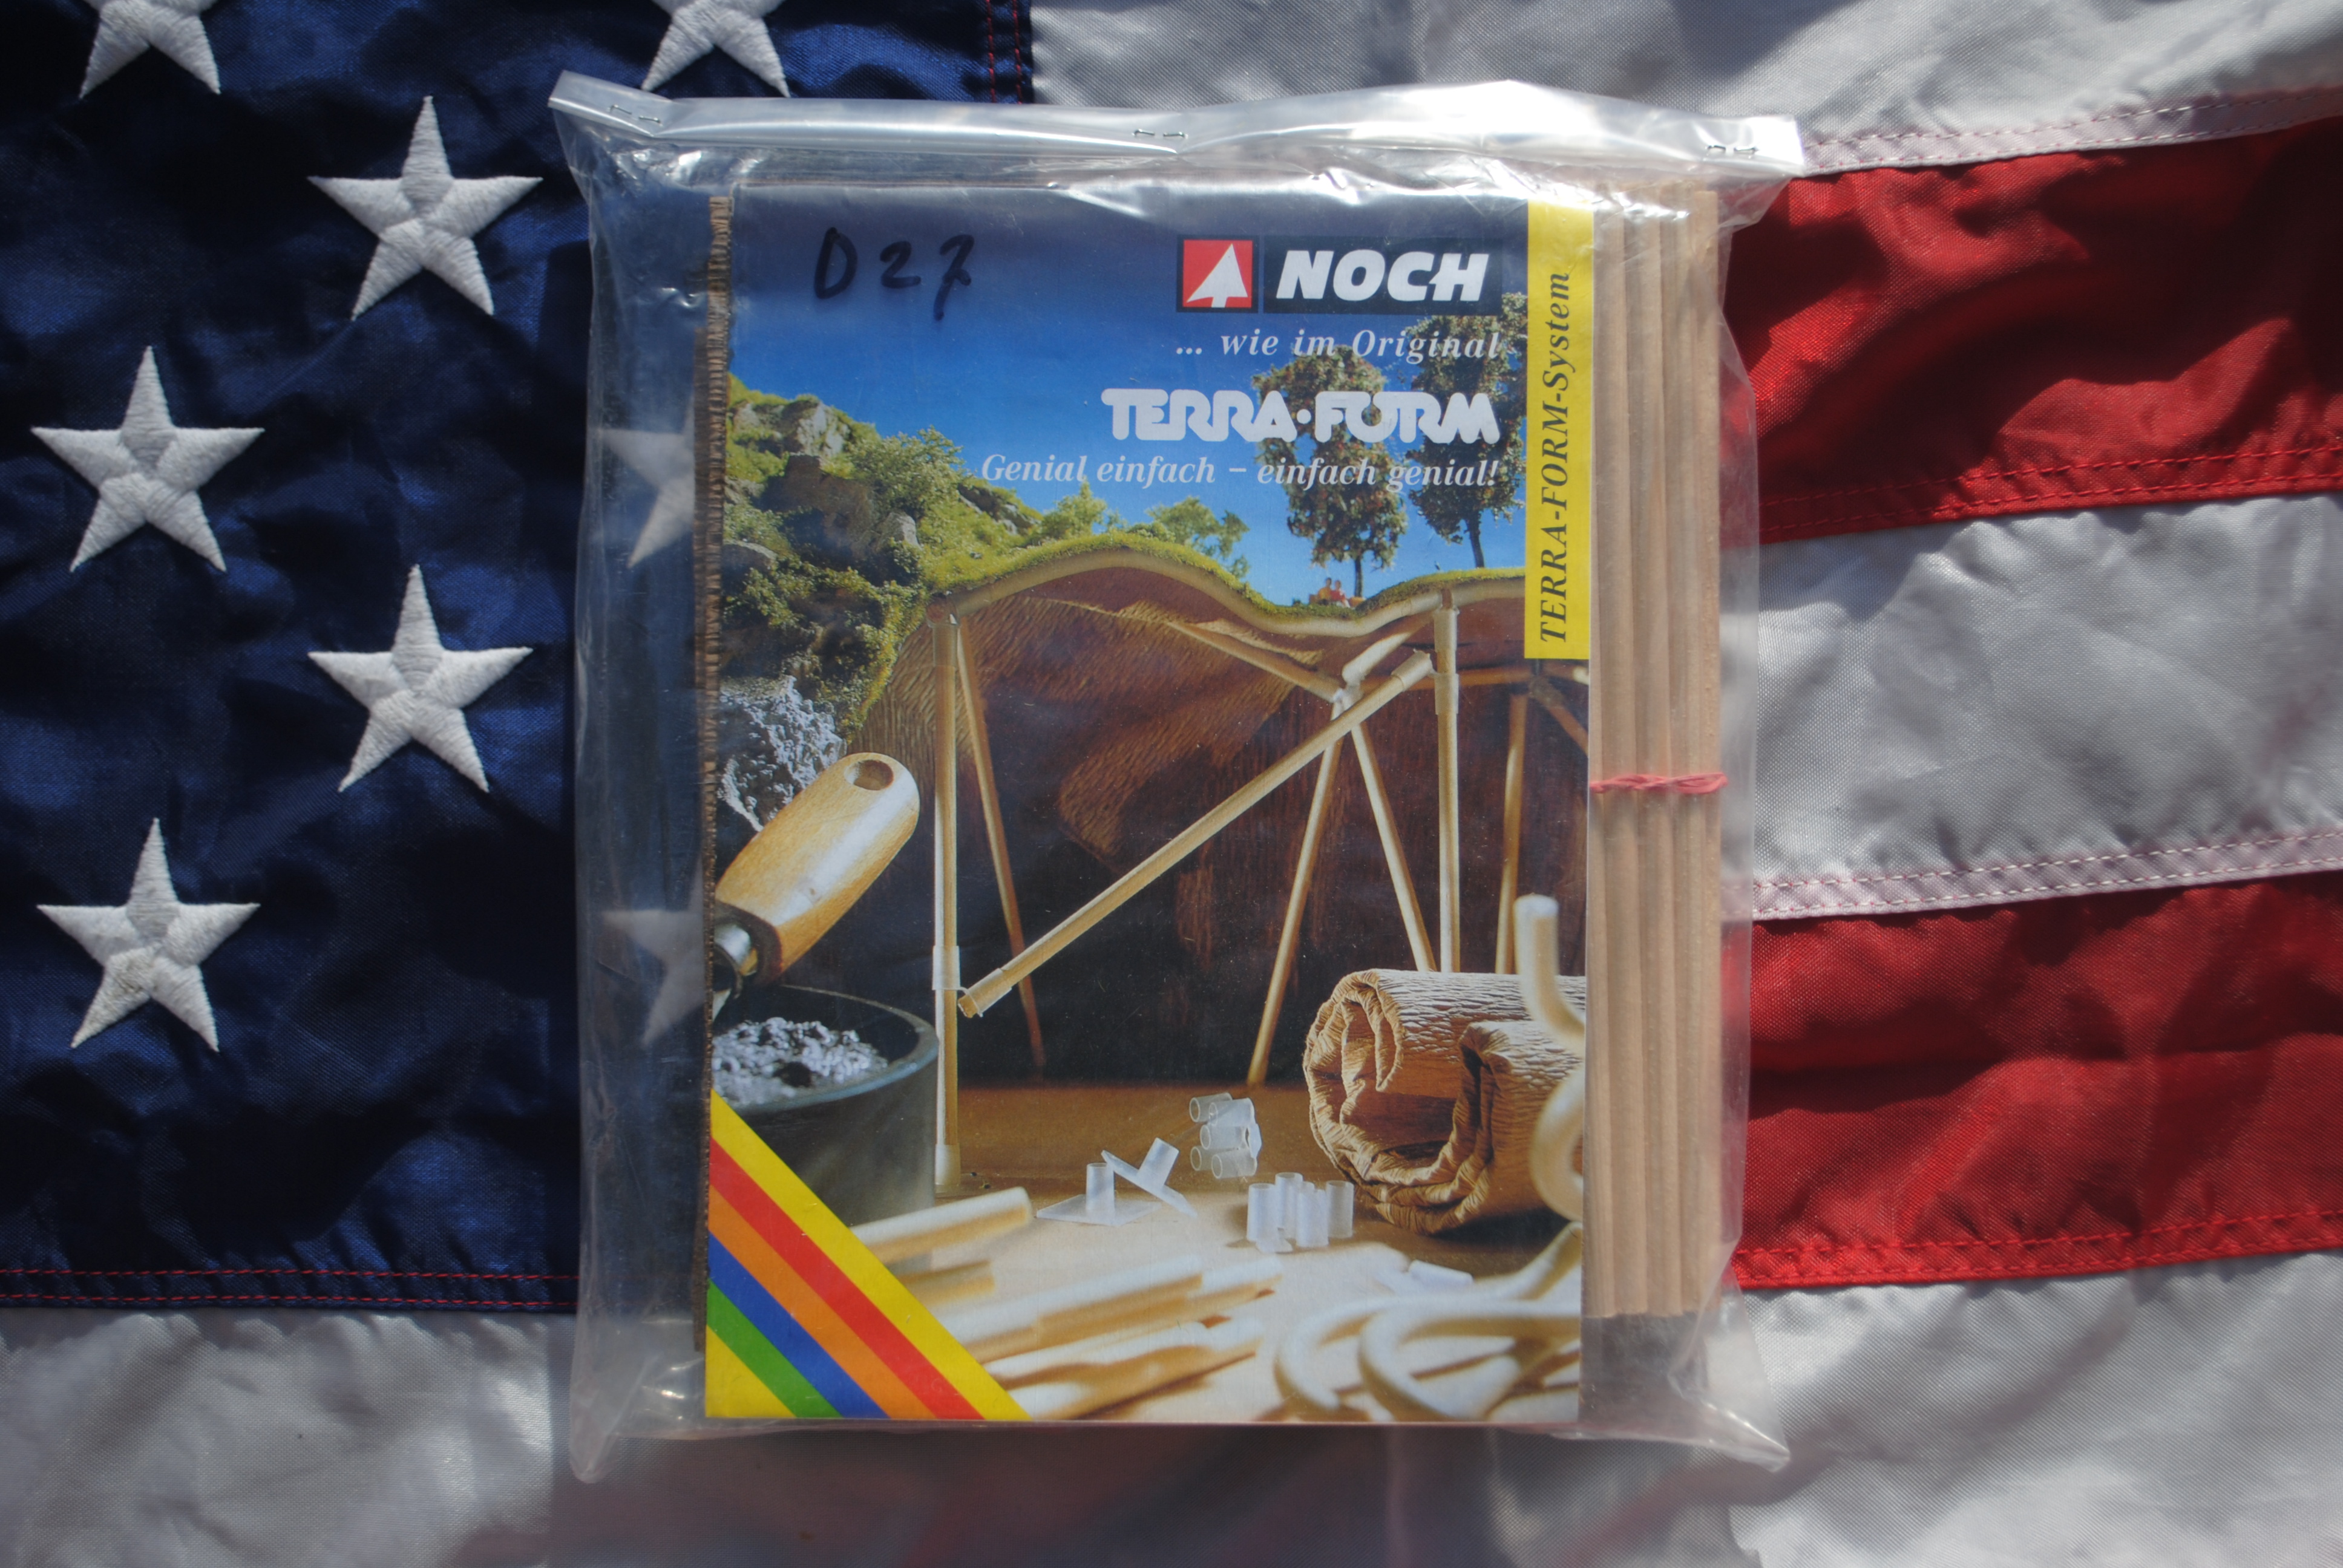 D27
NOCH
... wie im Original
TERRA·FORM
Genial einfach – einfach genial!
TERRA-FORM-System